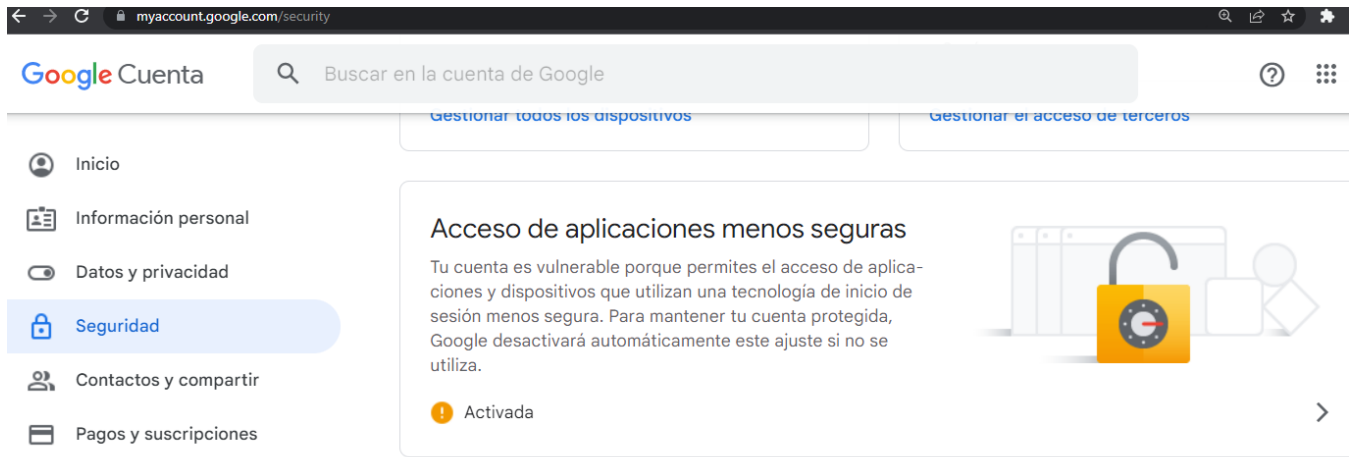 myaccount.google.com/security
Google Cuenta
Buscar en la cuenta de Google
Gestionar todos los dispositivos
Gestionar el acceso de terceros
Inicio
Información personal
Datos y privacidad
Seguridad
Contactos y compartir
Pagos y suscripciones
Acceso de aplicaciones menos seguras
Tu cuenta es vulnerable porque permites el acceso de aplica-
ciones y dispositivos que utilizan una tecnología de inicio de
sesión menos segura. Para mantener tu cuenta protegida,
Google desactivará automáticamente este ajuste si no se
utiliza.
Activada